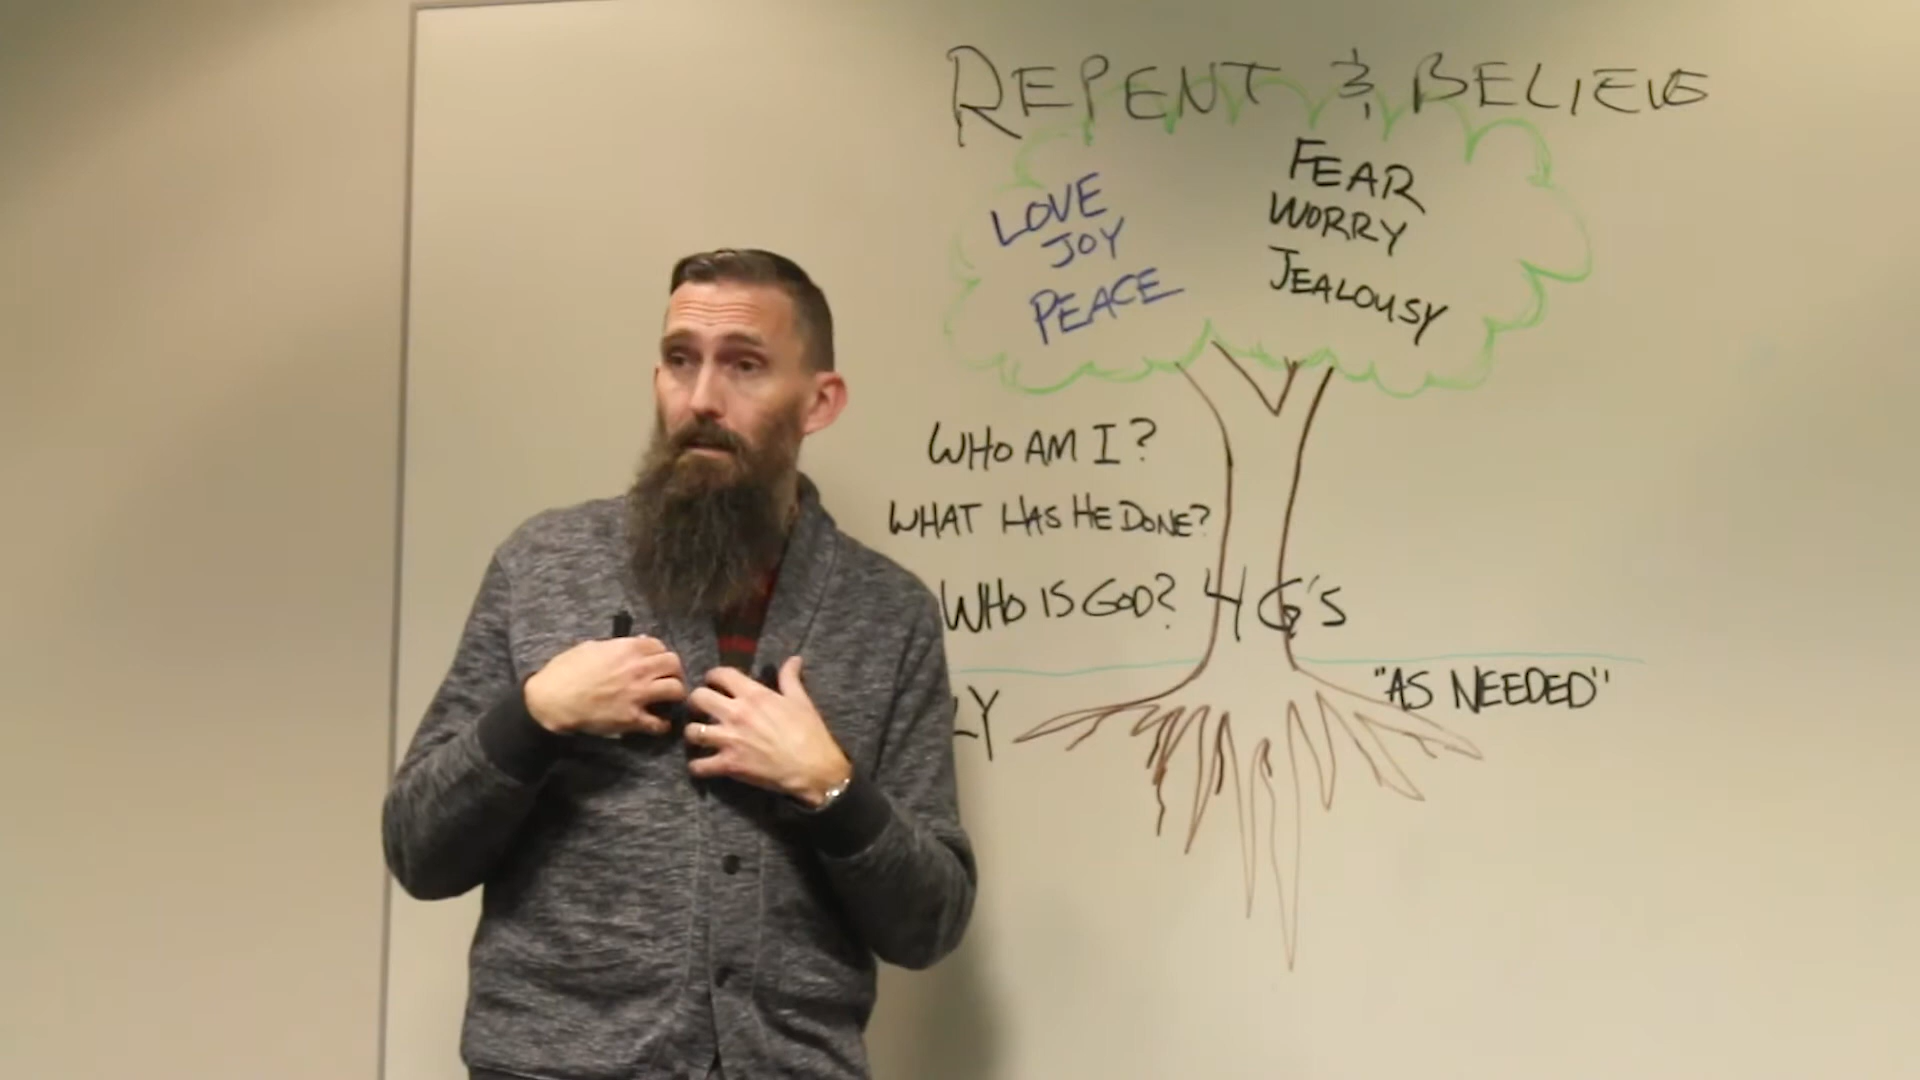 REPENT & BELIEVE
LOVE
JOY
PEACE
FEAR
WORRY
JEALOUSY
WHO AM I?
WHAT HAS HE DONE?
WHO IS GOD? 4 G'S
"AS NEEDED"
LY